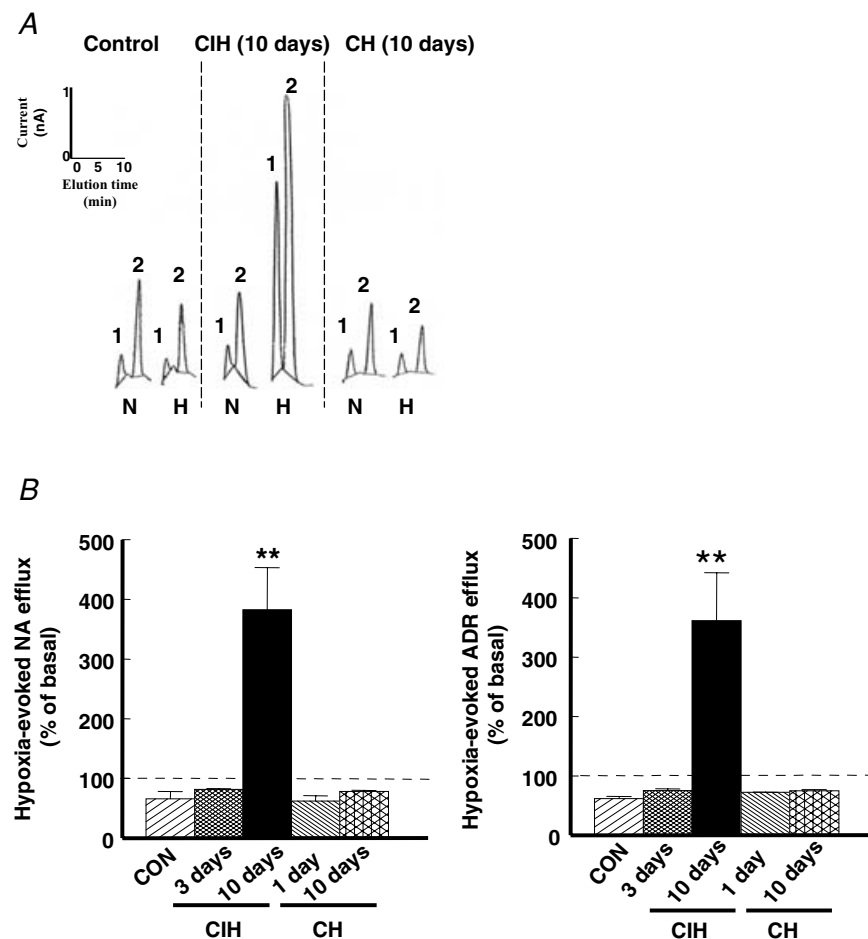 A
Control CIH (10 days) CH (10 days)
1
Current
(nA)
0
0 5 10
Elution time
(min)
1 2 1 2
1 2 1 2
1 2 1 2
N H N H N H
B
Hypoxia-evoked NA efflux
(% of basal)
500
400
300
200
100
0
**
CON 3 days 10 days 1 day 10 days
CIH CH
Hypoxia-evoked ADR efflux
(% of basal)
500
400
300
200
100
0
**
CON 3 days 10 days 1 day 10 days
CIH CH